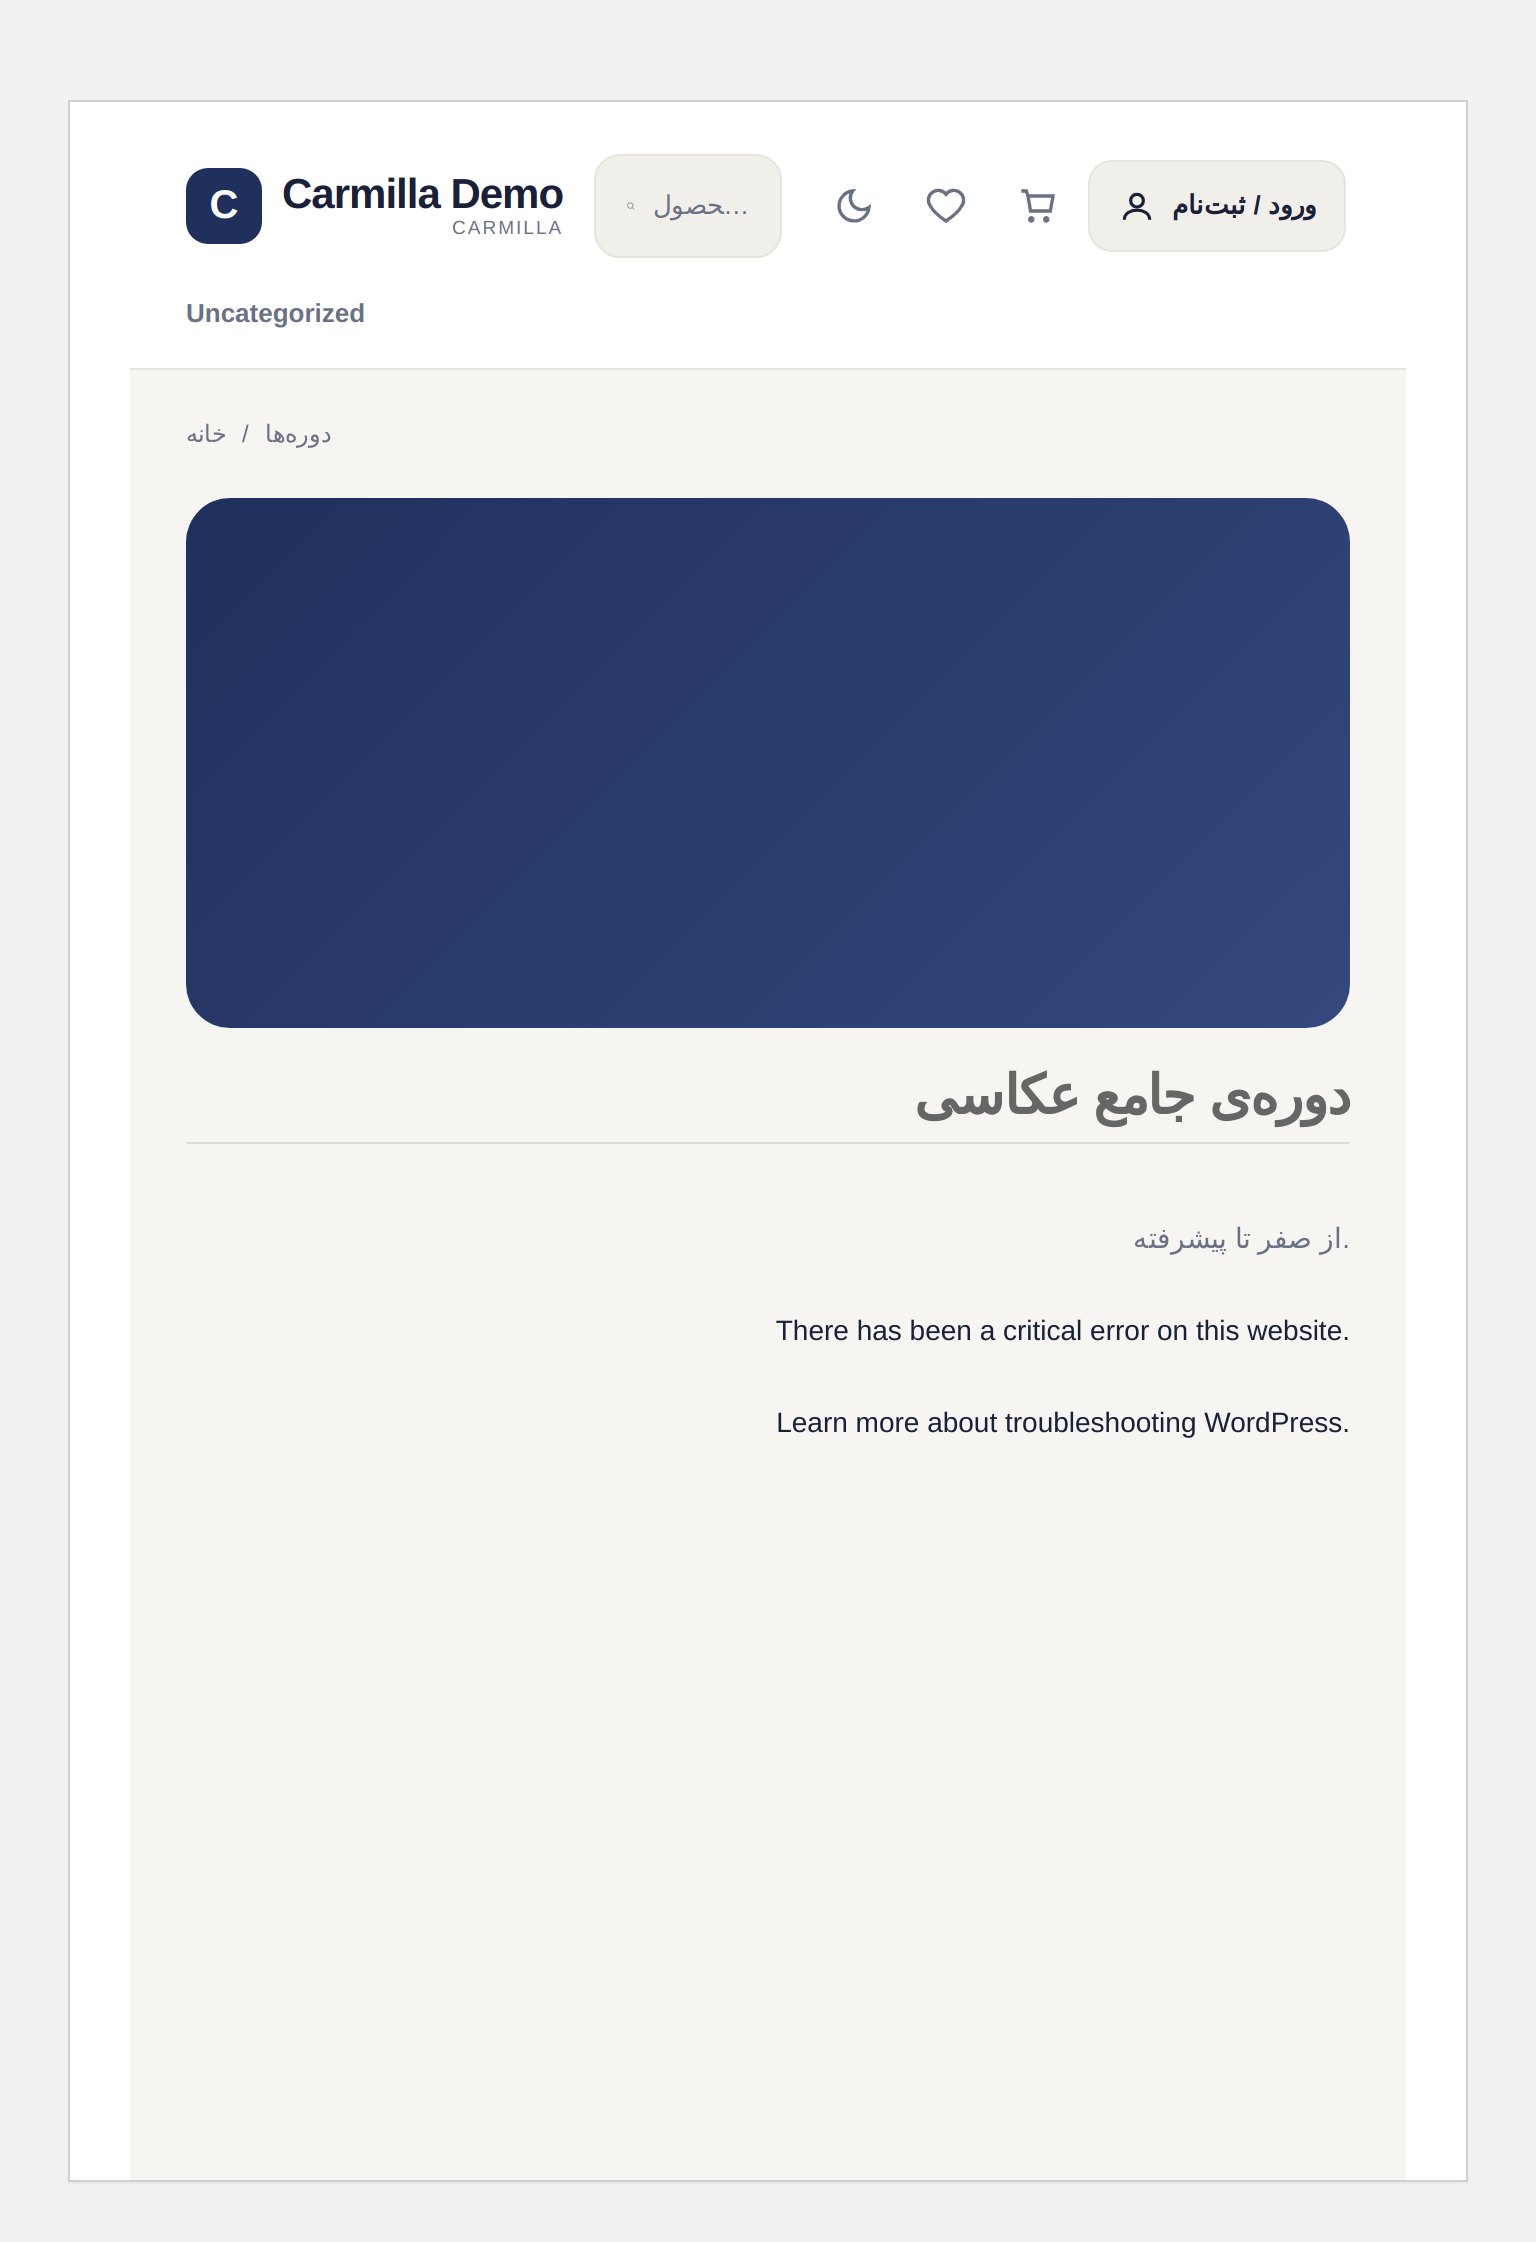 C
Carmilla Demo
CARMILLA
حصول...
ورود / ثبت‌نام
Uncategorized
خانه / دوره‌ها
دوره‌ی جامع عکاسی
از صفر تا پیشرفته.
There has been a critical error on this website.
Learn more about troubleshooting WordPress.